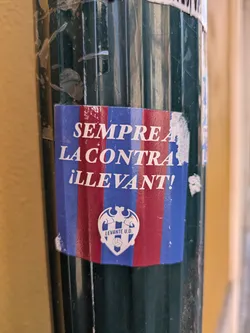 SEMPRE A
LA CONTRA
¡LLEVANT!
LEVANTE U.D.